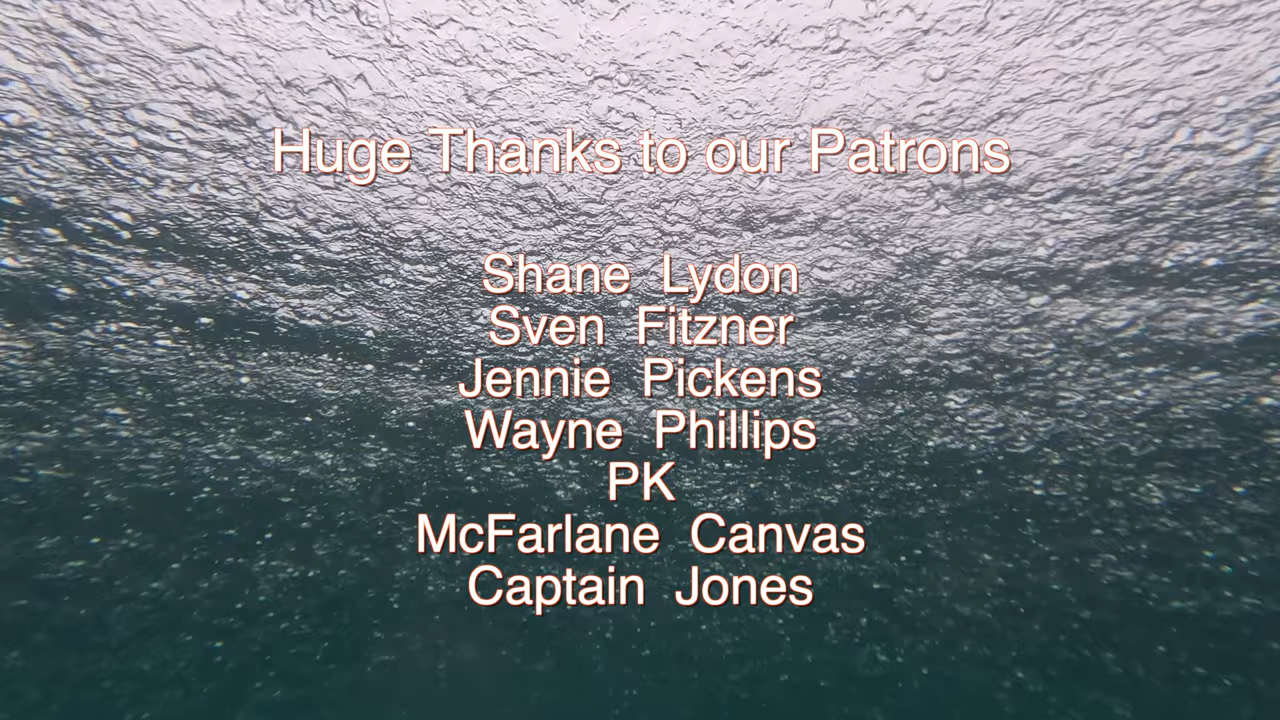 Huge Thanks to our Patrons
Shane Lydon
Sven Fitzner
Jennie Pickens
Wayne Phillips
PK
McFarlane Canvas
Captain Jones